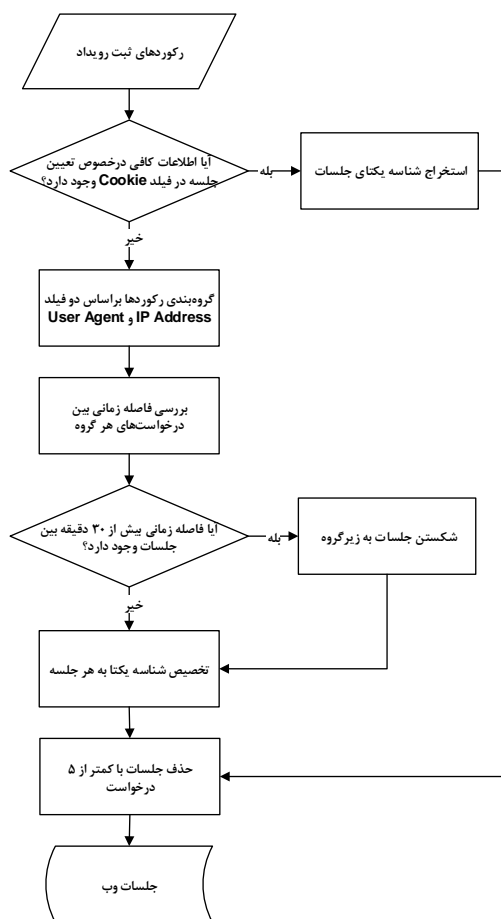 رکوردهای ثبت رویداد
آیا اطلاعات کافی درخصوص تعیین
جلسه در فیلد Cookie وجود دارد؟
بله
استخراج شناسه یکتای جلسات
خیر
گروه‌بندی رکوردها براساس دو فیلد
IP Address و User Agent
بررسی فاصله زمانی بین
درخواست‌های هر گروه
آیا فاصله زمانی بیش از ۳۰ دقیقه بین
جلسات وجود دارد؟
بله
شکستن جلسات به زیرگروه
خیر
تخصیص شناسه یکتا به هر جلسه
حذف جلسات با کمتر از ۵
درخواست
جلسات وب